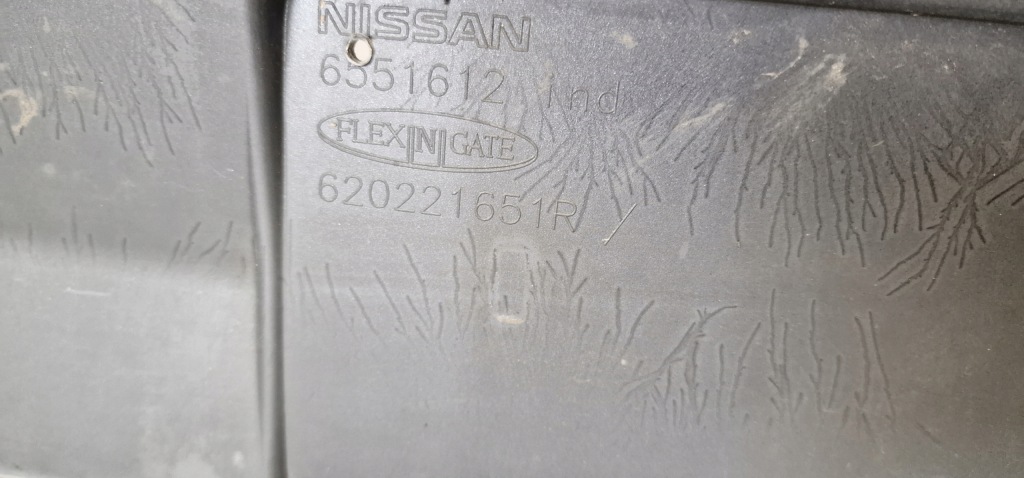 NISSAN
6551612 ind
FLEX|N|GATE
620221651R